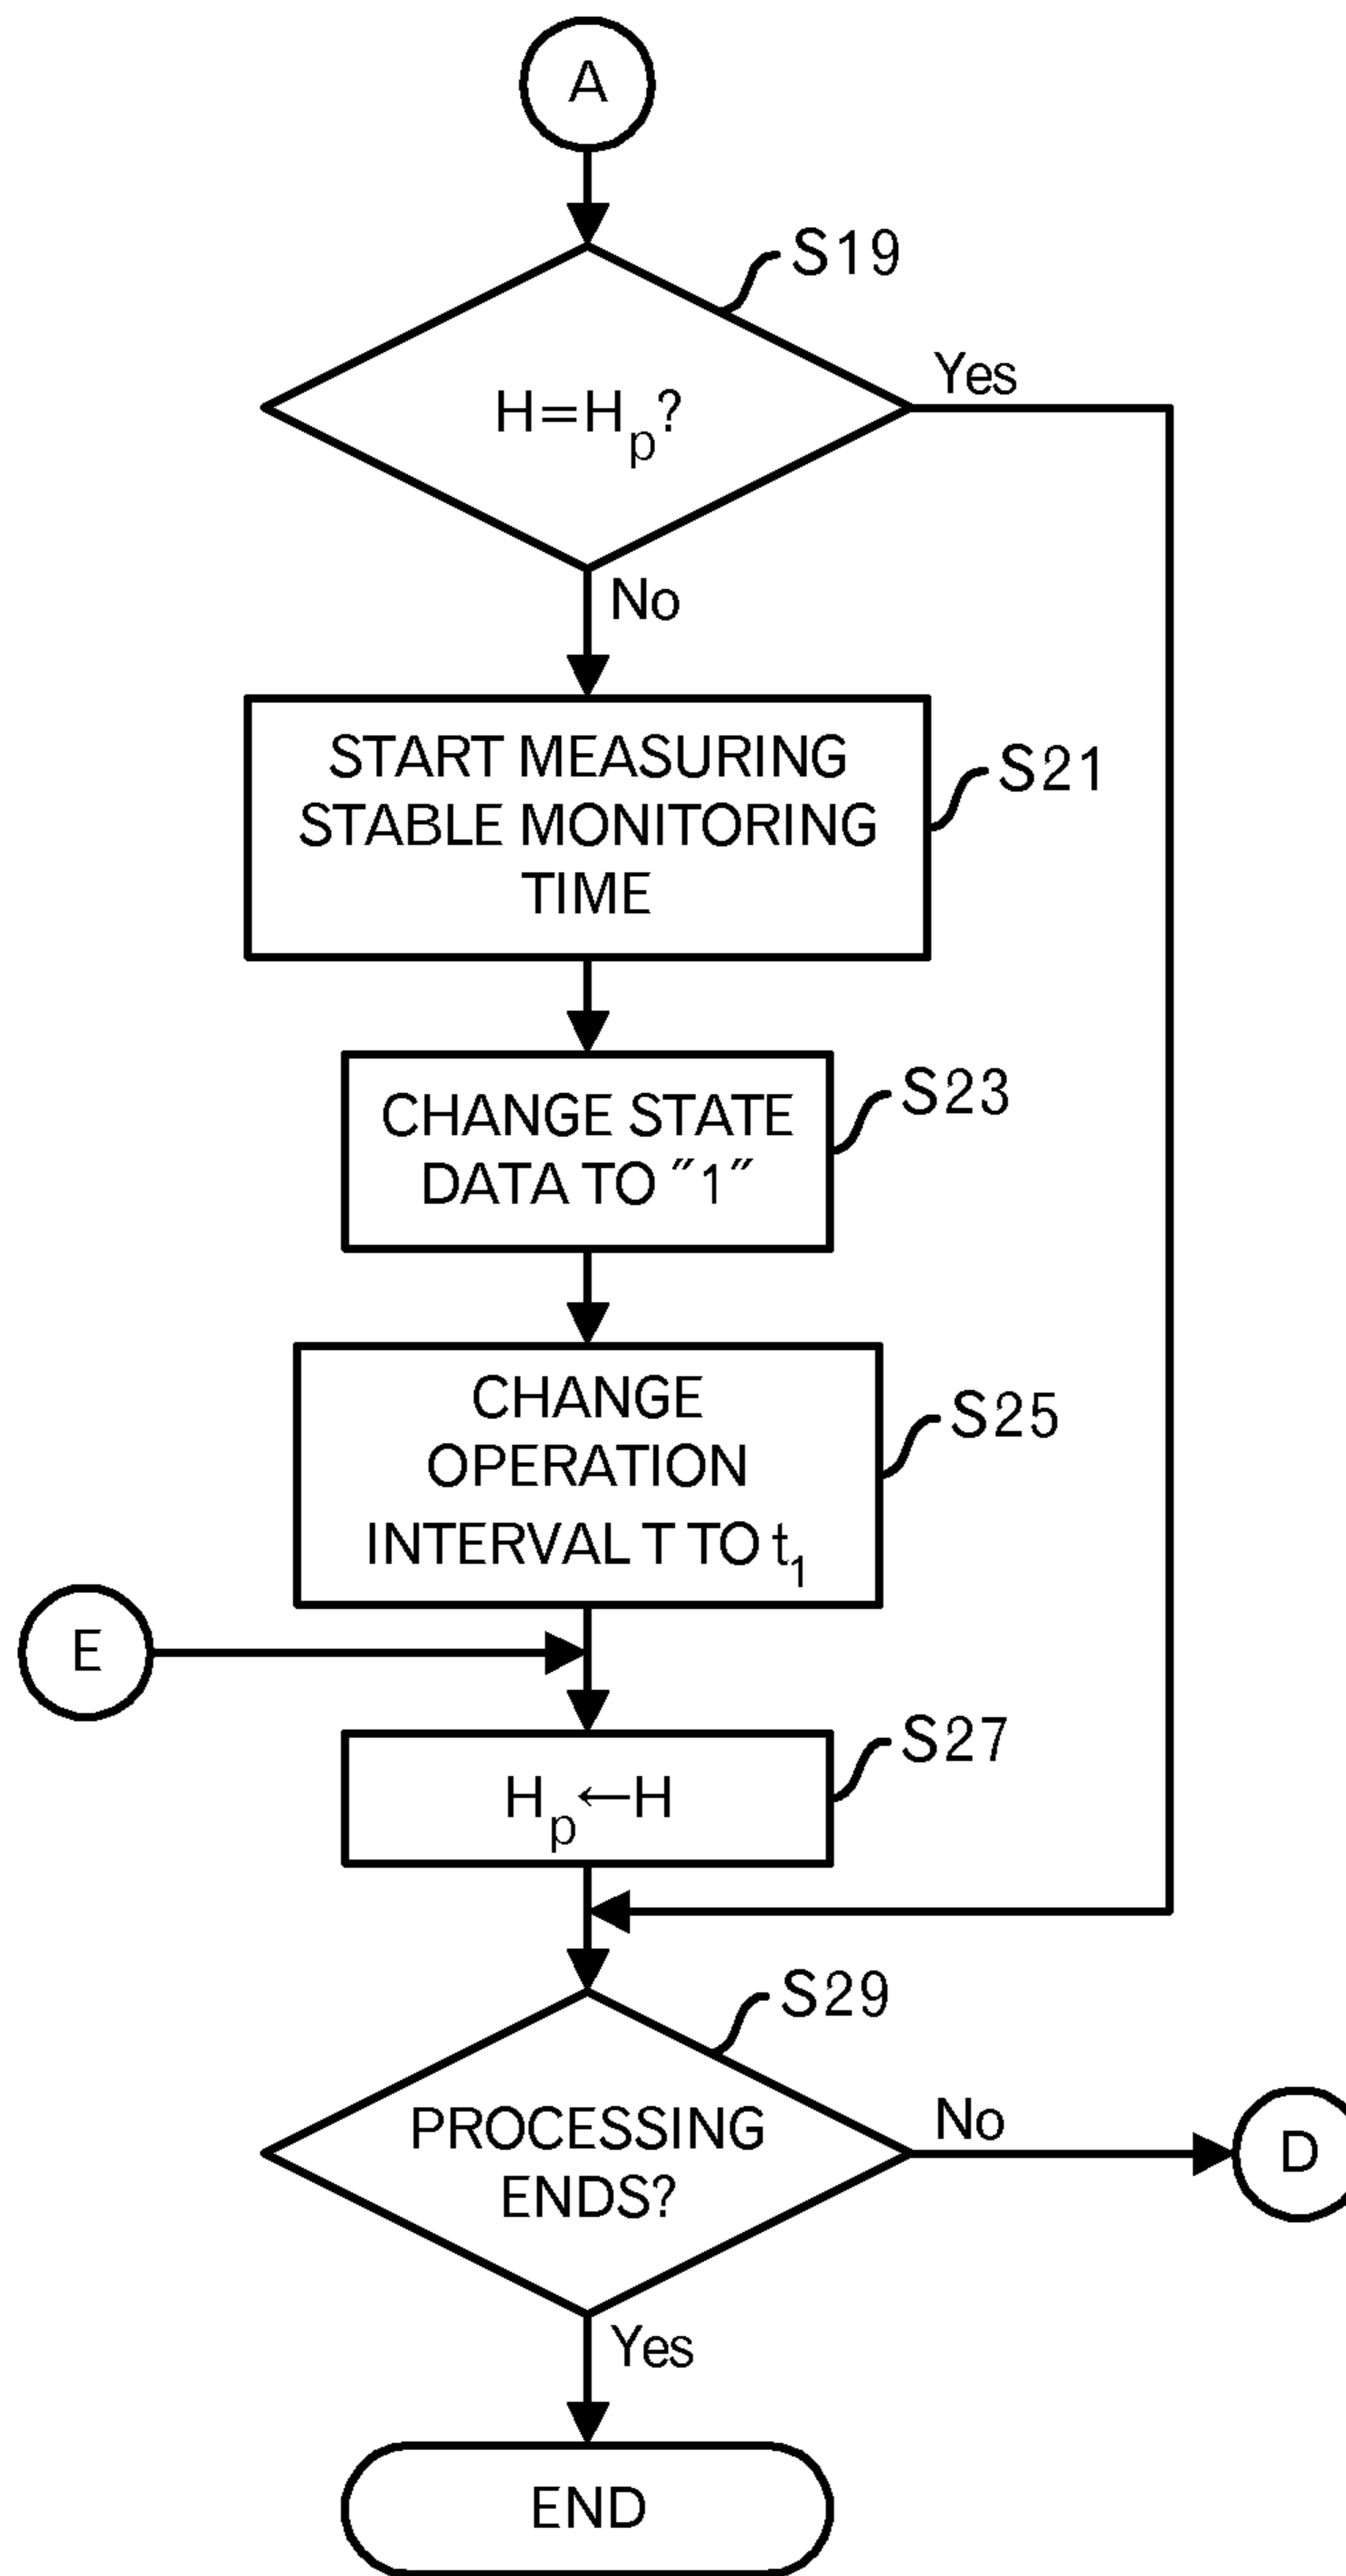 A
S19
H=Hp?
Yes
No
START MEASURING
STABLE MONITORING
TIME
S21
CHANGE STATE
DATA TO "1"
S23
CHANGE
OPERATION
INTERVAL T TO t1
S25
E
Hp←H
S27
S29
PROCESSING
ENDS?
No
D
Yes
END